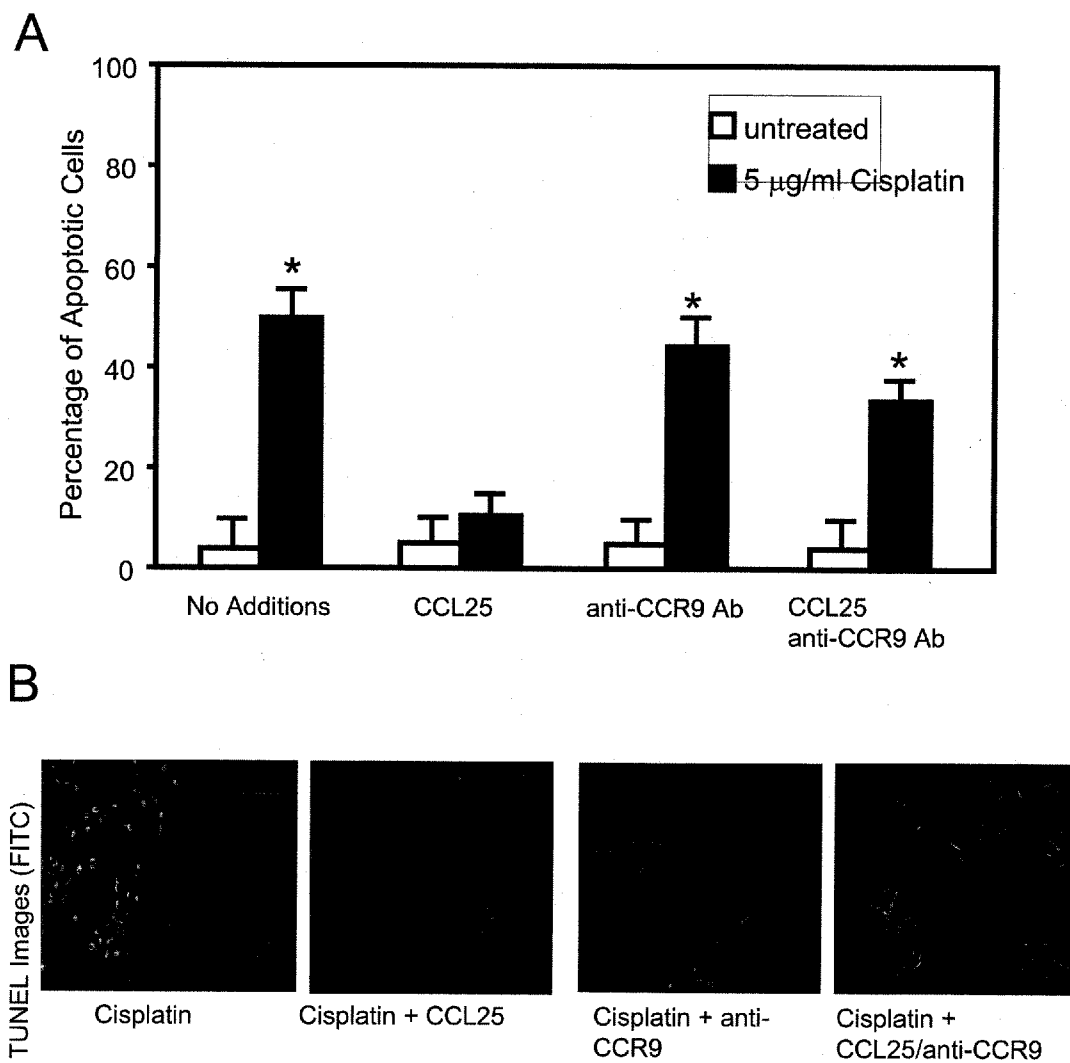 A
100
80
60
40
20
0
Percentage of Apoptotic Cells
untreated
5 µg/ml Cisplatin
*
*
*
No Additions
CCL25
anti-CCR9 Ab
CCL25
anti-CCR9 Ab
B
TUNEL Images (FITC)
Cisplatin
Cisplatin + CCL25
Cisplatin + anti-
CCR9
Cisplatin +
CCL25/anti-CCR9